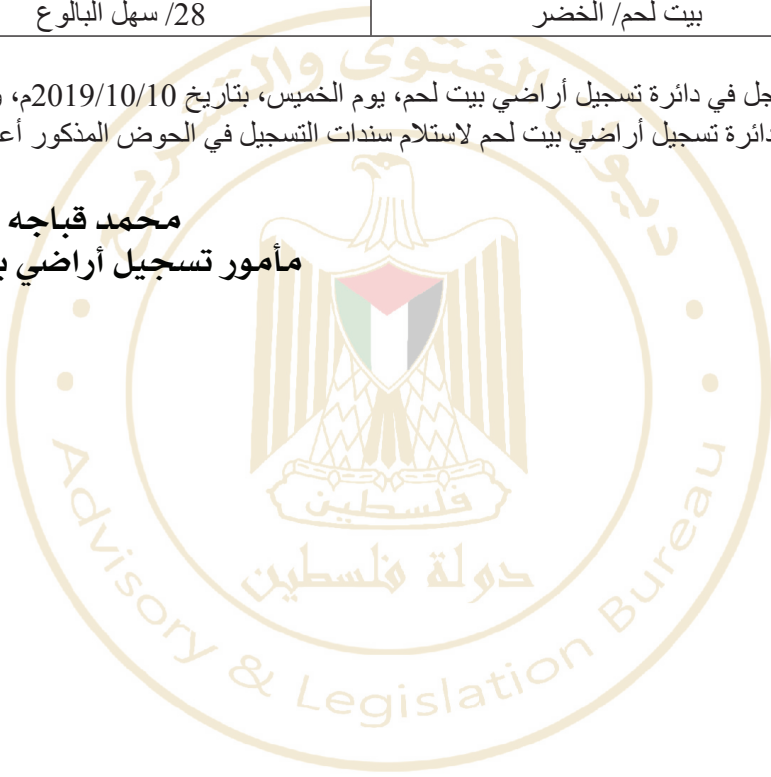 بيت لحم/ الخضر
28/ سهل البالوع
في دائرة تسجيل أراضي بيت لحم، يوم الخميس، بتاريخ 2019/10/10م،
دائرة تسجيل أراضي بيت لحم لاستلام سندات التسجيل في الحوض المذكور
محمد قباجه
مأمور تسجيل أراضي
ديوان الفتوى والتشريع
فلسطين
دولة فلسطين
Advisory & Legislation Bureau